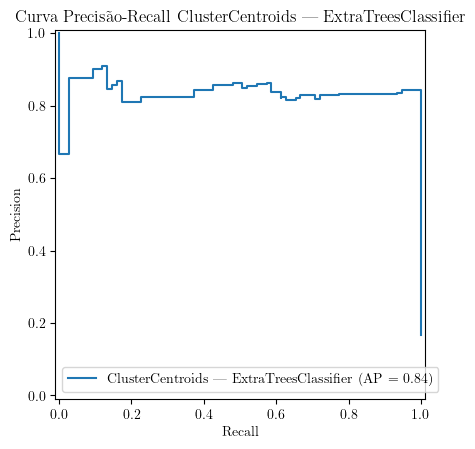 Curva Precisão-Recall ClusterCentroids — ExtraTreesClassifier
1.0
0.8
0.6
0.4
0.2
0.0
Precision
ClusterCentroids — ExtraTreesClassifier (AP = 0.84)
0.0 0.2 0.4 0.6 0.8 1.0
Recall